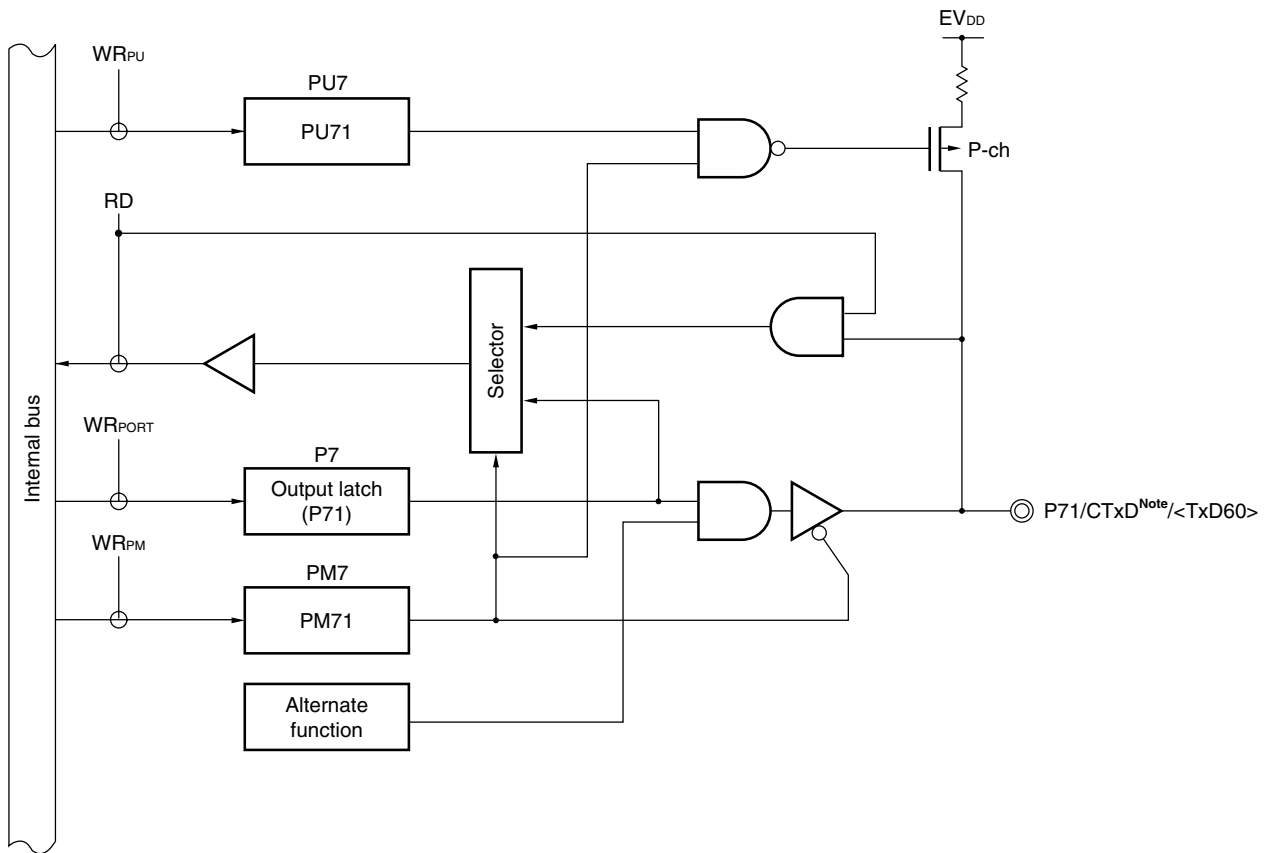 EVDD
WRPU
PU7
PU71
P-ch
RD
Selector
Internal bus
WRPORT
P7
Output latch
(P71)
P71/CTxDNote/<TxD60>
WRPM
PM7
PM71
Alternate
function